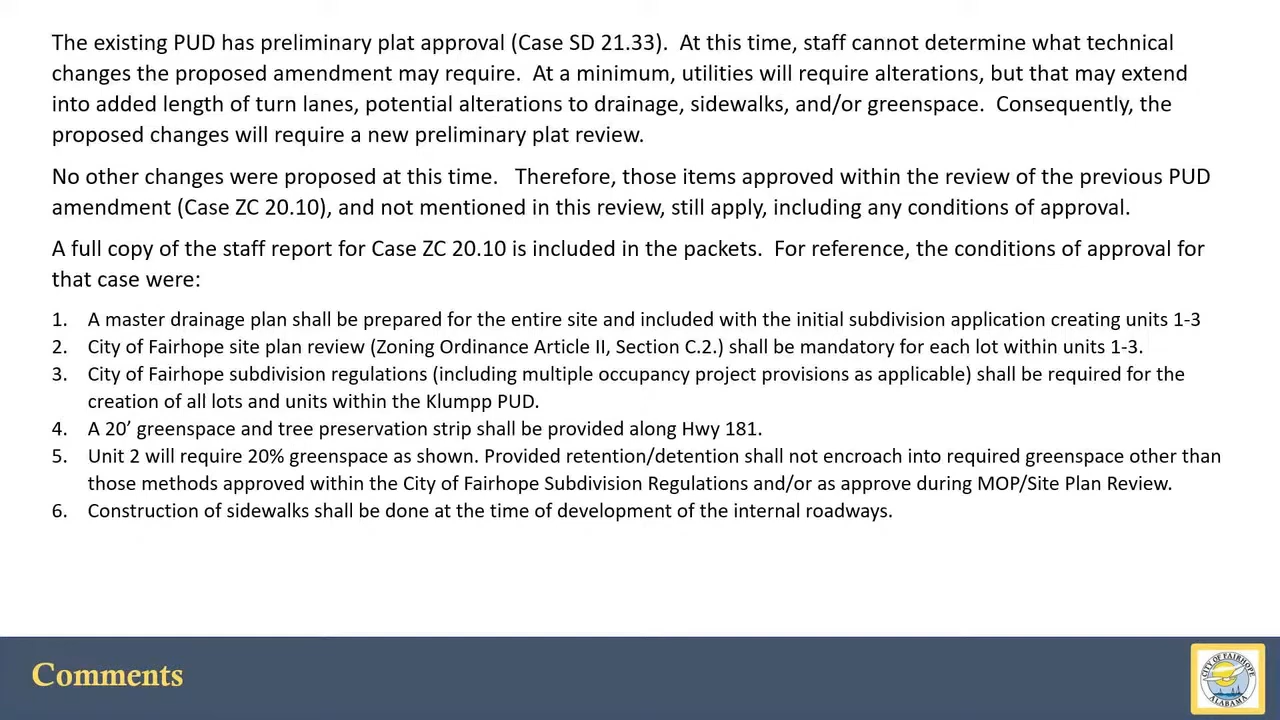 The existing PUD has preliminary plat approval (Case SD 21.33).  At this time, staff cannot determine what technical
changes the proposed amendment may require.  At a minimum, utilities will require alterations, but that may extend
into added length of turn lanes, potential alterations to drainage, sidewalks, and/or greenspace.  Consequently, the
proposed changes will require a new preliminary plat review.
No other changes were proposed at this time.   Therefore, those items approved within the review of the previous PUD
amendment (Case ZC 20.10), and not mentioned in this review, still apply, including any conditions of approval.
A full copy of the staff report for Case ZC 20.10 is included in the packets.  For reference, the conditions of approval for
that case were:
1. A master drainage plan shall be prepared for the entire site and included with the initial subdivision application creating units 1-3
2. City of Fairhope site plan review (Zoning Ordinance Article II, Section C.2.) shall be mandatory for each lot within units 1-3.
3. City of Fairhope subdivision regulations (including multiple occupancy project provisions as applicable) shall be required for the
creation of all lots and units within the Klumpp PUD.
4. A 20’ greenspace and tree preservation strip shall be provided along Hwy 181.
5. Unit 2 will require 20% greenspace as shown. Provided retention/detention shall not encroach into required greenspace other than
those methods approved within the City of Fairhope Subdivision Regulations and/or as approve during MOP/Site Plan Review.
6. Construction of sidewalks shall be done at the time of development of the internal roadways.
Comments
CITY OF FAIRHOPE
ALABAMA